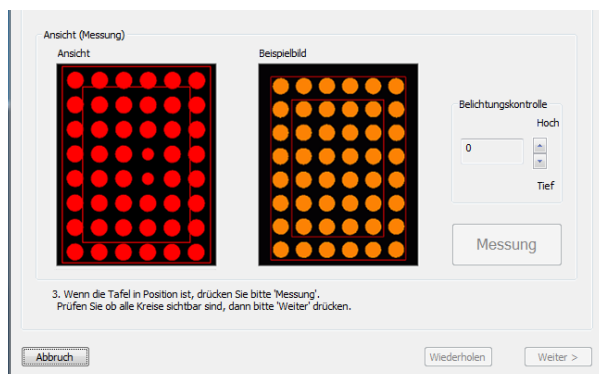 Ansicht (Messung)
Ansicht
Beispielbild
Belichtungskontrolle
Hoch
0
Tief
Messung
3. Wenn die Tafel in Position ist, drücken Sie bitte 'Messung'.
Prüfen Sie ob alle Kreise sichtbar sind, dann bitte 'Weiter' drücken.
Abbruch
Wiederholen
Weiter >